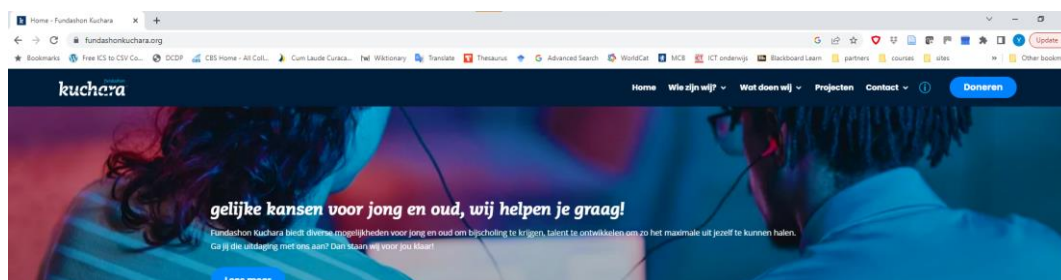 Home - Fundashon Kuchara
fundashonkuchara.org
Update
Bookmarks Free ICS to CSV Co... DCDP CBS Home - All Coll... Cum Laude Curaca... Wiktionary Translate Thesaurus Advanced Search WorldCat MCB ICT onderwijs Blackboard Learn partners courses sites » Other bookm
fundashon
kuchara
Home Wie zijn wij? Wat doen wij Projecten Contact Doneren
gelijke kansen voor jong en oud, wij helpen je graag!
Fundashon Kuchara biedt diverse mogelijkheden voor jong en oud om bijscholing te krijgen, talent te ontwikkelen om zo het maximale uit jezelf te kunnen halen.
Ga jij die uitdaging met ons aan? Dan staan wij voor jou klaar!
Lees meer